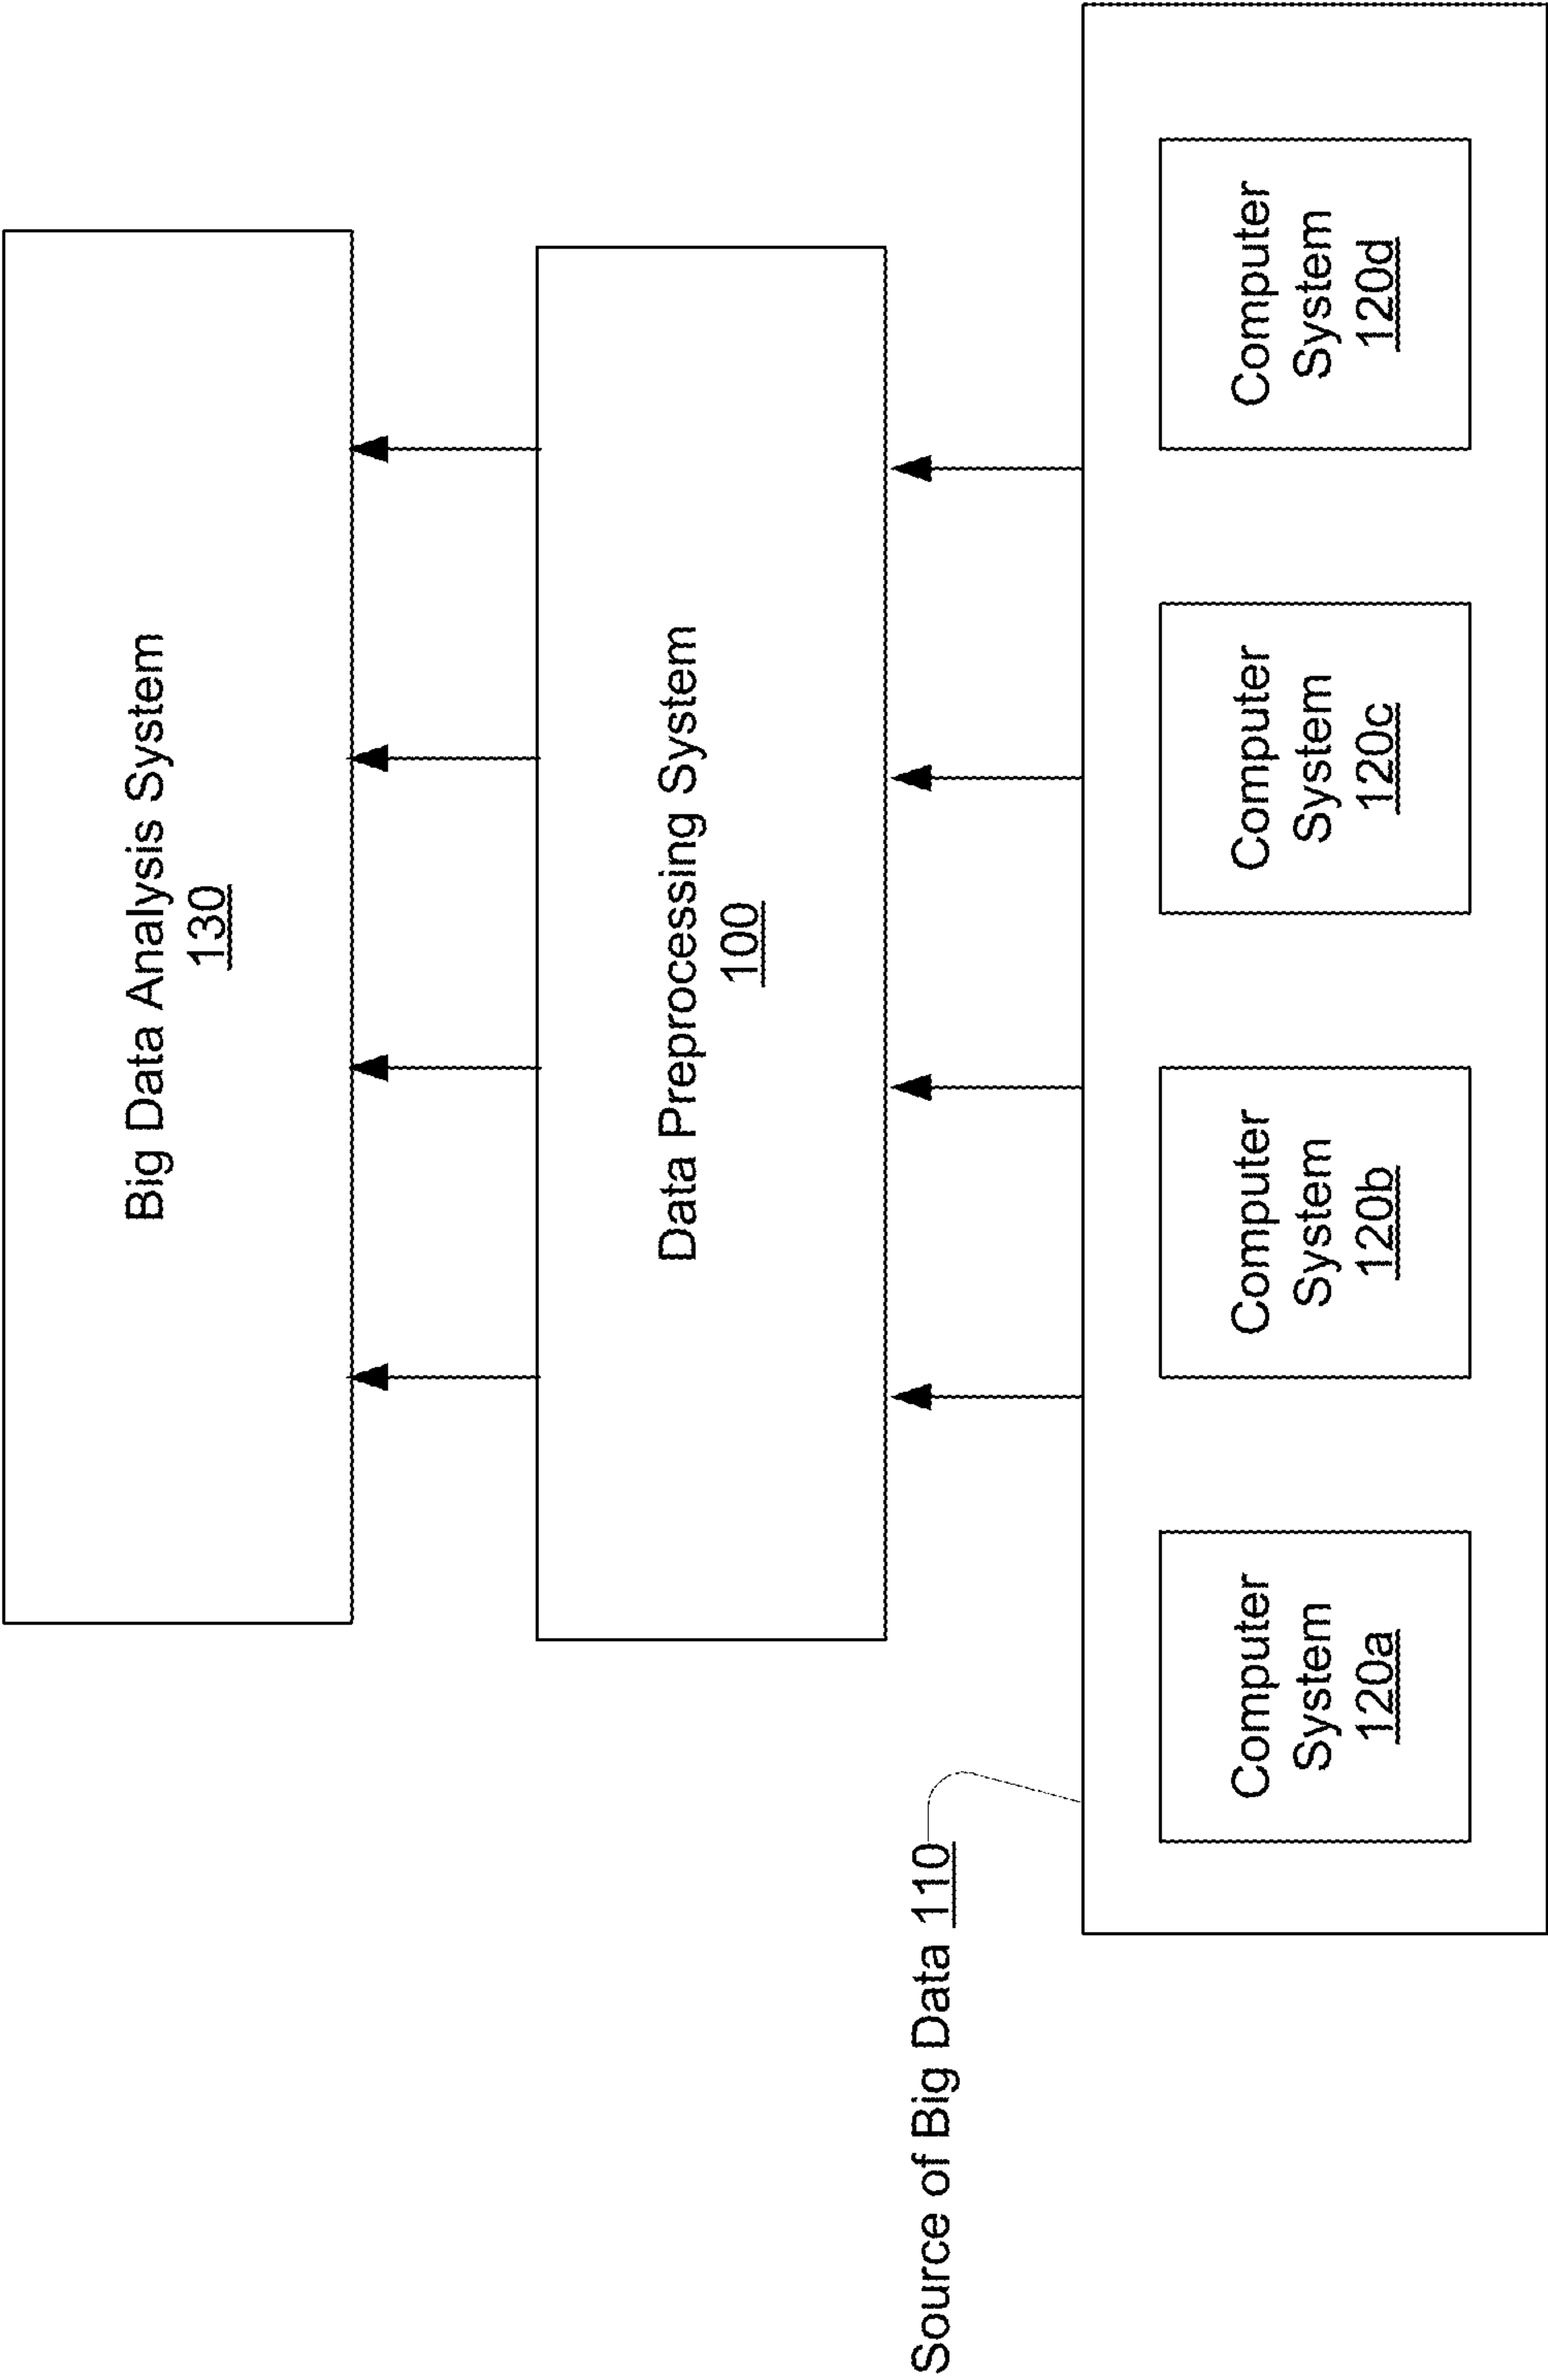 Big Data Analysis System
130
Data Preprocessing System
100
Source of Big Data 110
Computer
System
120a
Computer
System
120b
Computer
System
120c
Computer
System
120d